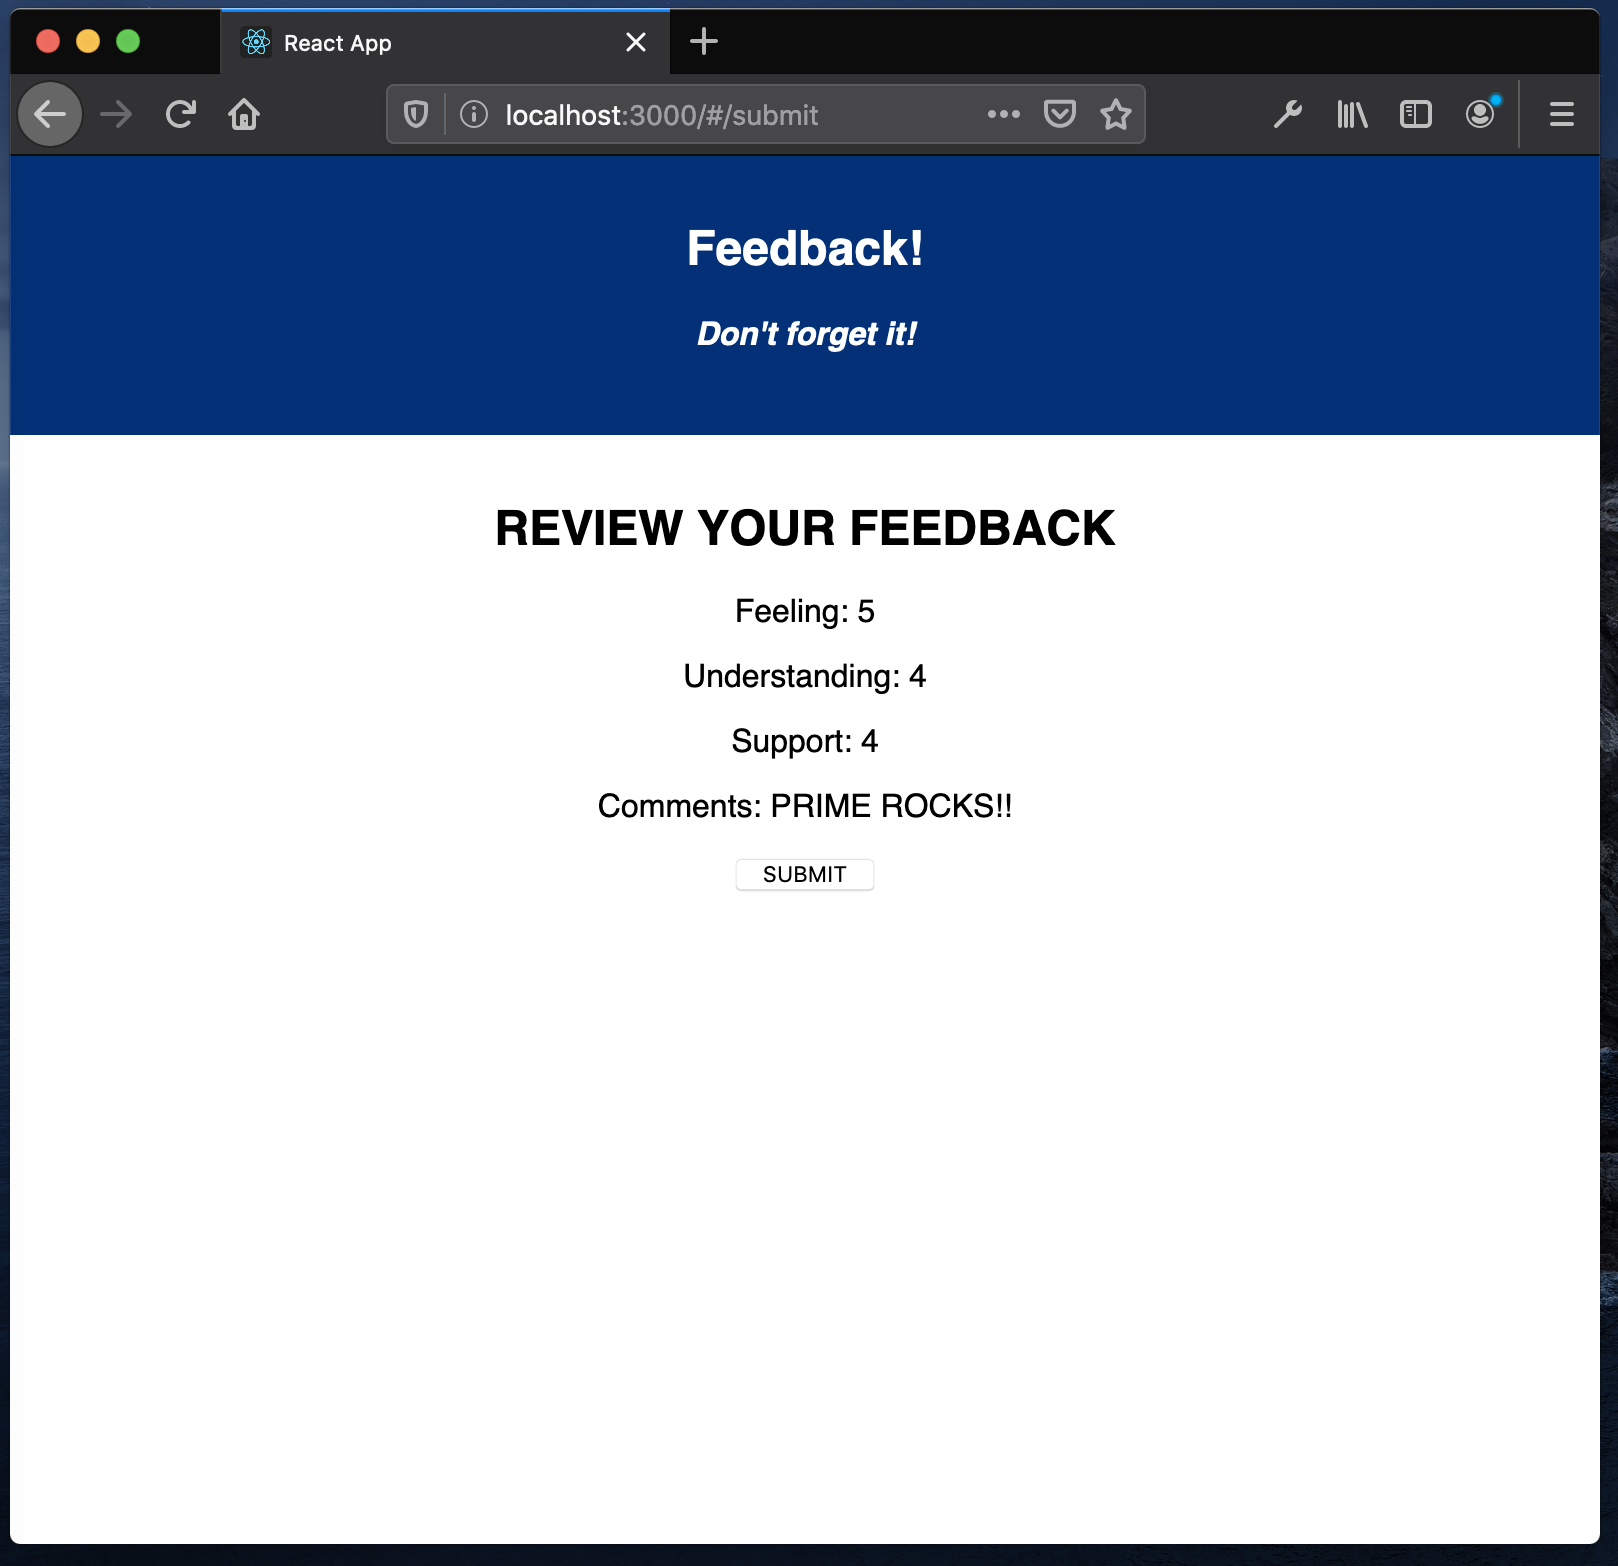 React App
localhost:3000/#/submit
Feedback!
Don't forget it!
REVIEW YOUR FEEDBACK
Feeling: 5
Understanding: 4
Support: 4
Comments: PRIME ROCKS!!
SUBMIT